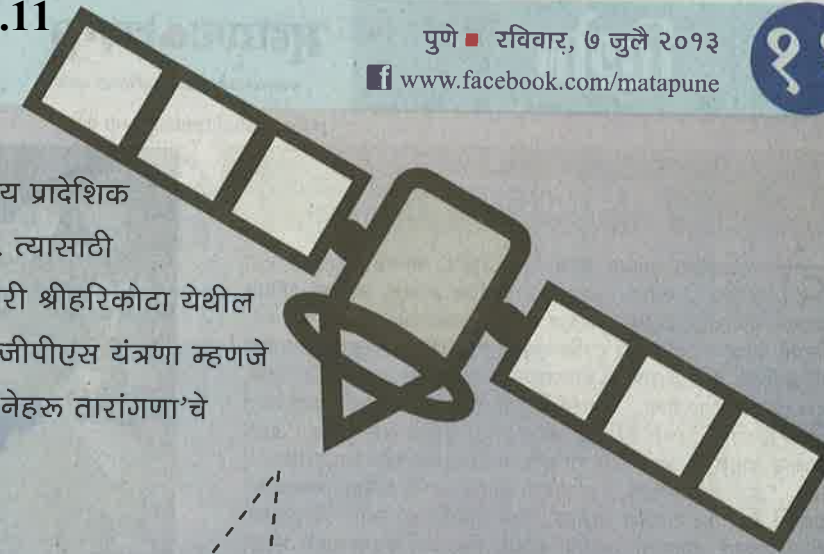 .11
पुणे ■ रविवार, ७ जुलै २०१३
www.facebook.com/matapune
य प्रादेशिक
. त्यासाठी
री श्रीहरिकोटा येथील
जीपीएस यंत्रणा म्हणजे
नेहरू तारांगणा'चे